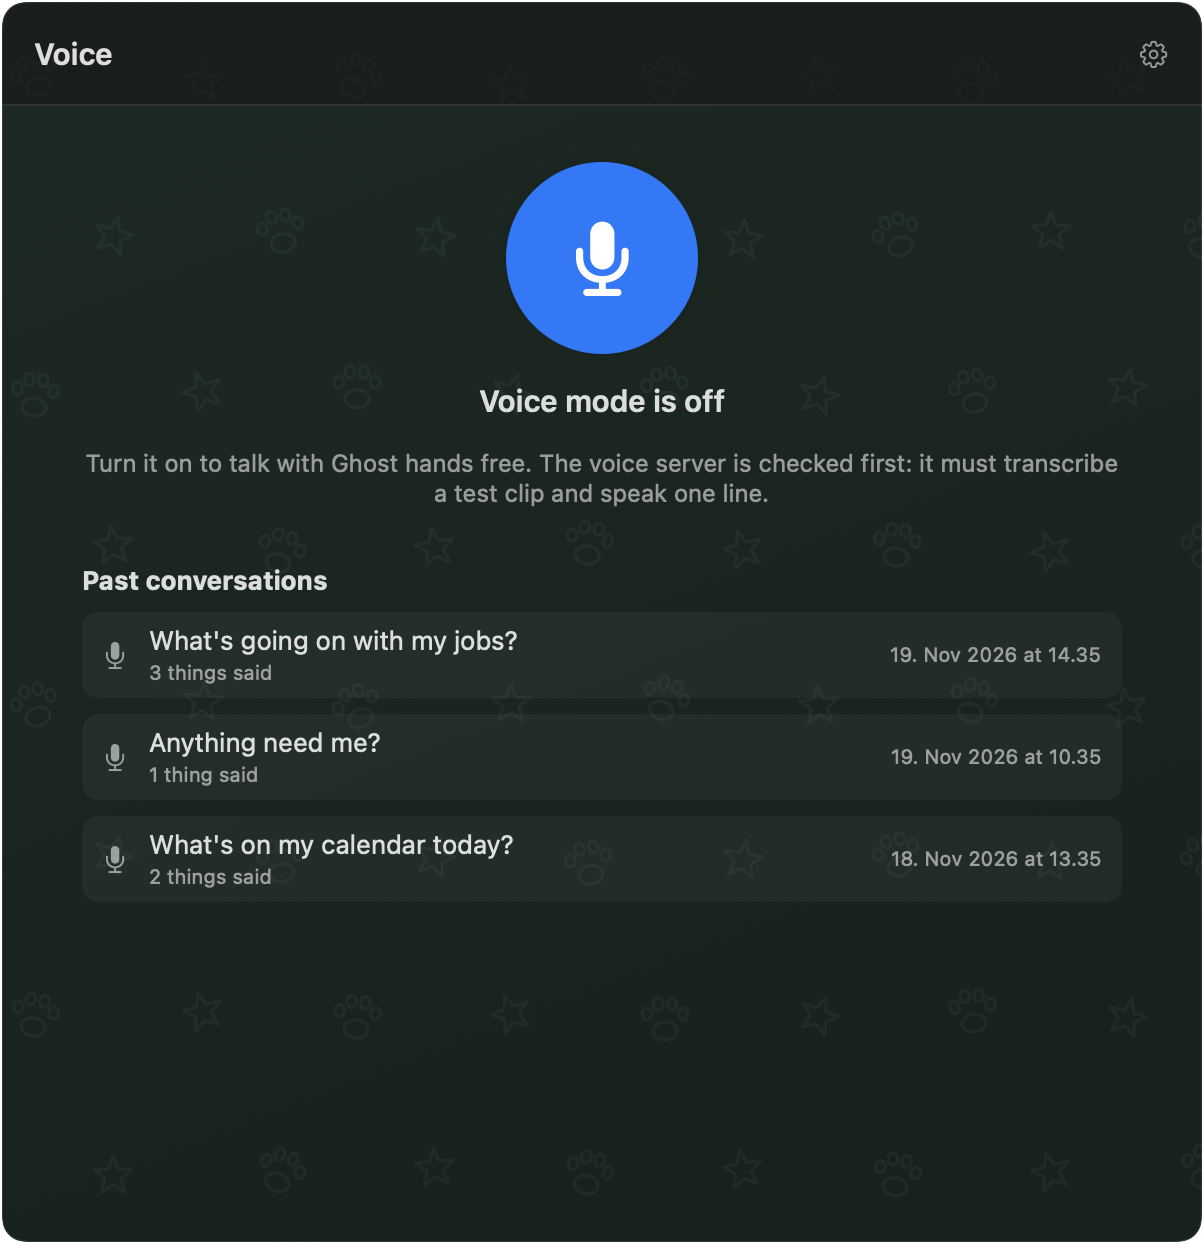 Voice
Voice mode is off
Turn it on to talk with Ghost hands free. The voice server is checked first: it must transcribe
a test clip and speak one line.
Past conversations
What's going on with my jobs?
3 things said
19. Nov 2026 at 14.35
Anything need me?
1 thing said
19. Nov 2026 at 10.35
What's on my calendar today?
2 things said
18. Nov 2026 at 13.35